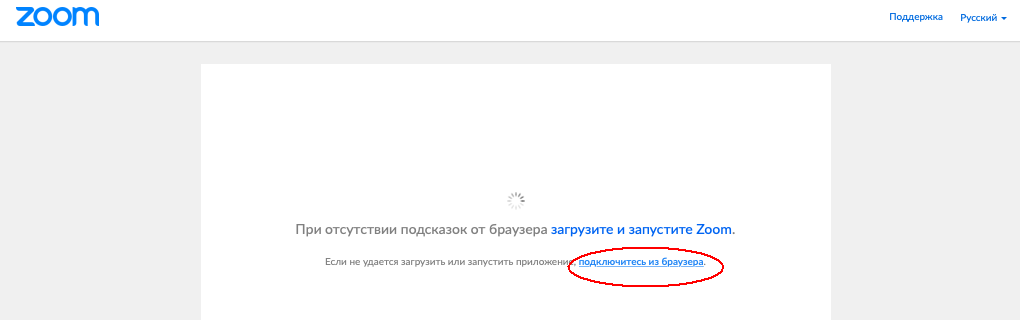 zoom
Поддержка Русский
При отсутствии подсказок от браузера загрузите и запустите Zoom.
Если не удается загрузить или запустить приложение, подключитесь из браузера.